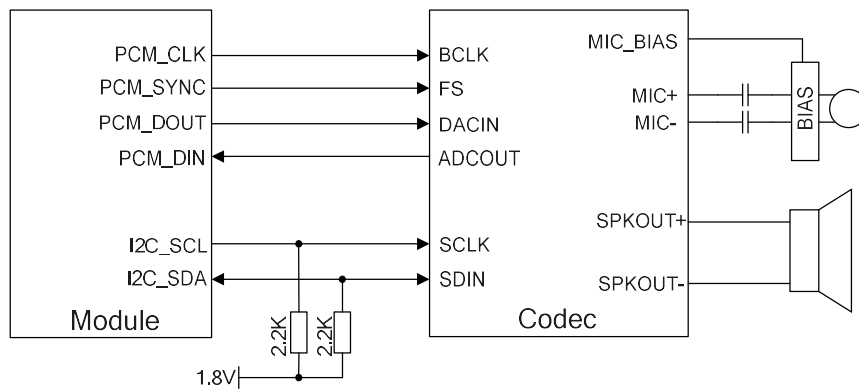 PCM_CLK
PCM_SYNC
PCM_DOUT
PCM_DIN
I2C_SCL
I2C_SDA
Module
BCLK
FS
DACIN
ADCOUT
SCLK
SDIN
Codec
MIC_BIAS
MIC+
MIC-
SPKOUT+
SPKOUT-
BIAS
2.2K
2.2K
1.8V